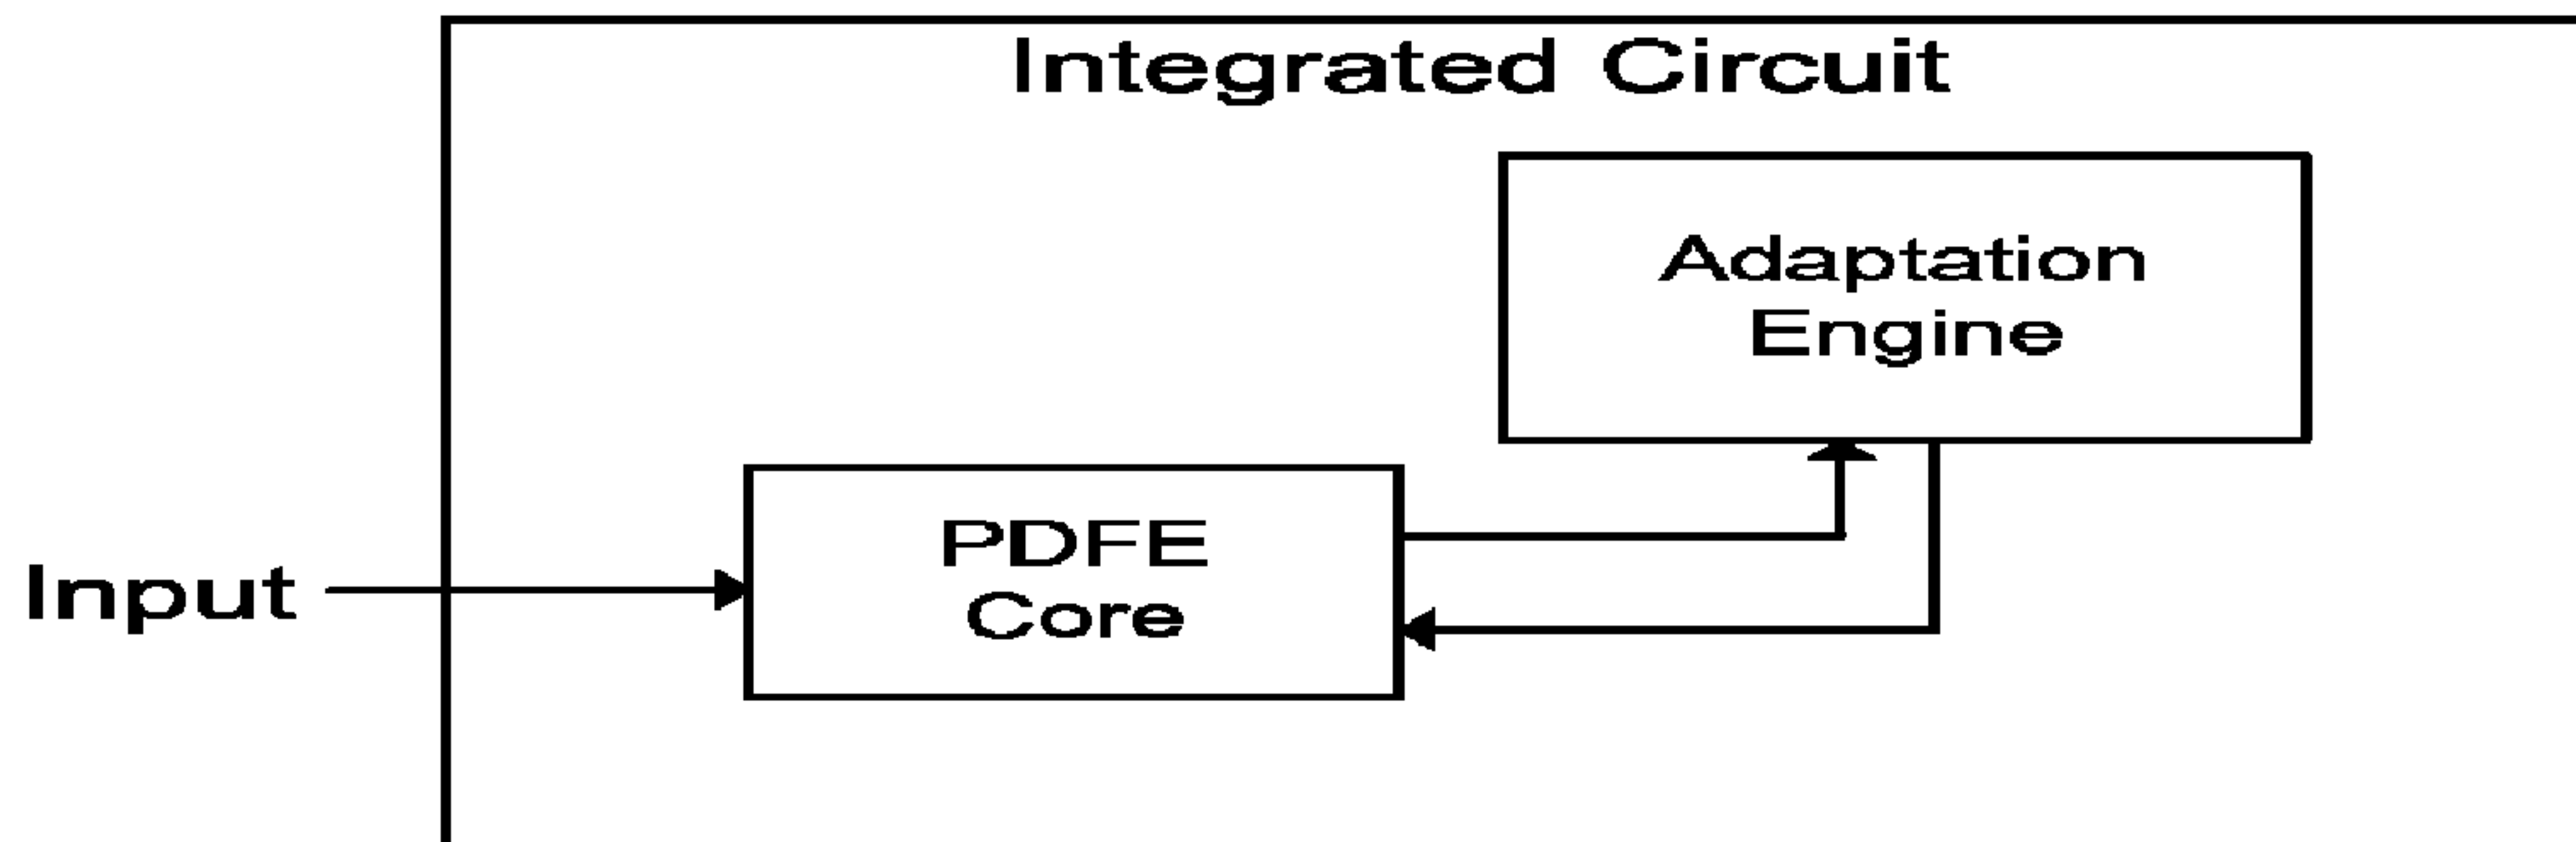 Integrated Circuit
Adaptation
Engine
PDFE
Core
Input